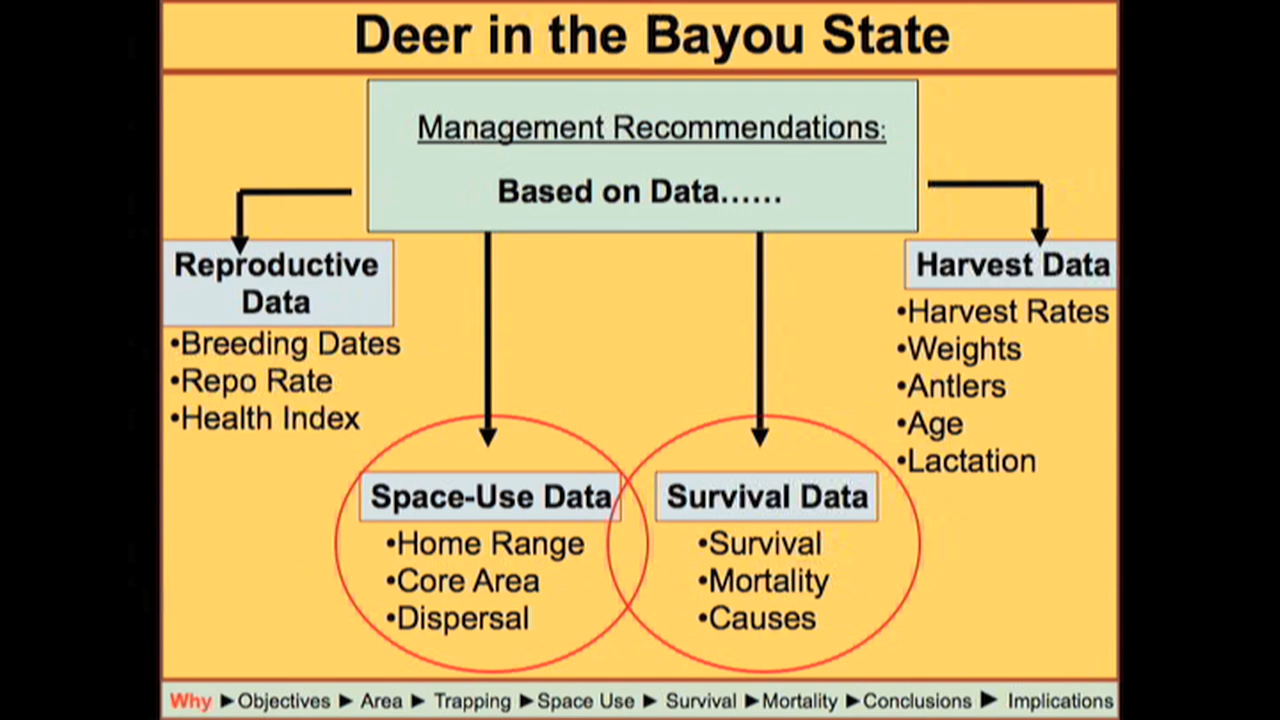 Deer in the Bayou State
Management Recommendations:
Based on Data......
Reproductive
Data
•Breeding Dates
•Repo Rate
•Health Index
Space-Use Data
•Home Range
•Core Area
•Dispersal
Survival Data
•Survival
•Mortality
•Causes
Harvest Data
•Harvest Rates
•Weights
•Antlers
•Age
•Lactation
Why ►Objectives ► Area ► Trapping ►Space Use ► Survival ►Mortality ►Conclusions ► Implications